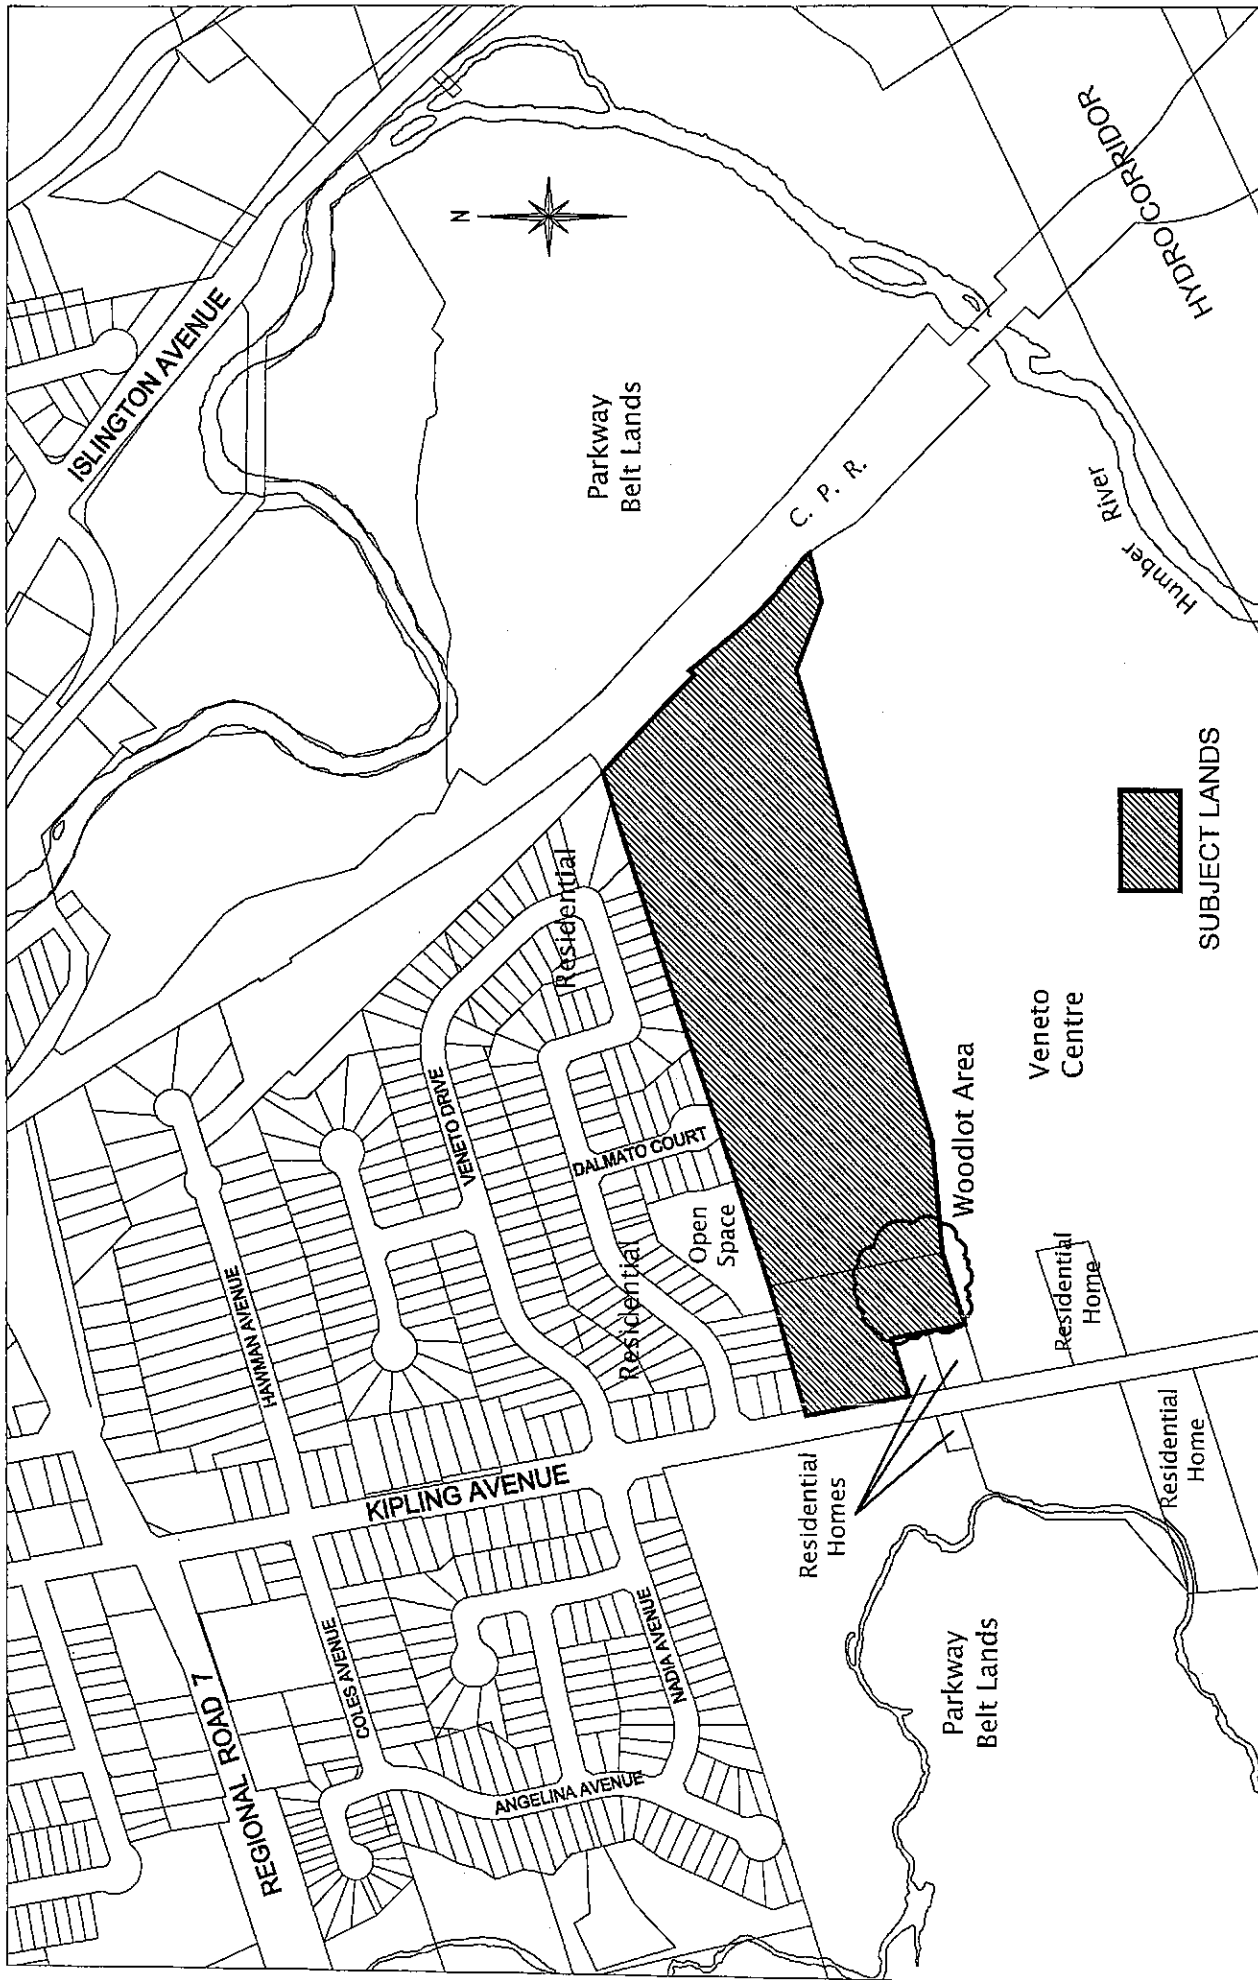 ISLINGTON AVENUE
N
HYDRO CORRIDOR
Parkway
Belt Lands
C. P. R.
Humber
River
Residential
VENETO DRIVE
HAWMAN AVENUE
DALMATO COURT
Open
Space
Residential
Woodlot Area
Veneto
Centre
SUBJECT LANDS
Residential
Home
Residential
Home
Residential
Homes
KIPLING AVENUE
COLES AVENUE
NADIA AVENUE
ANGELINA AVENUE
REGIONAL ROAD 7
Parkway
Belt Lands